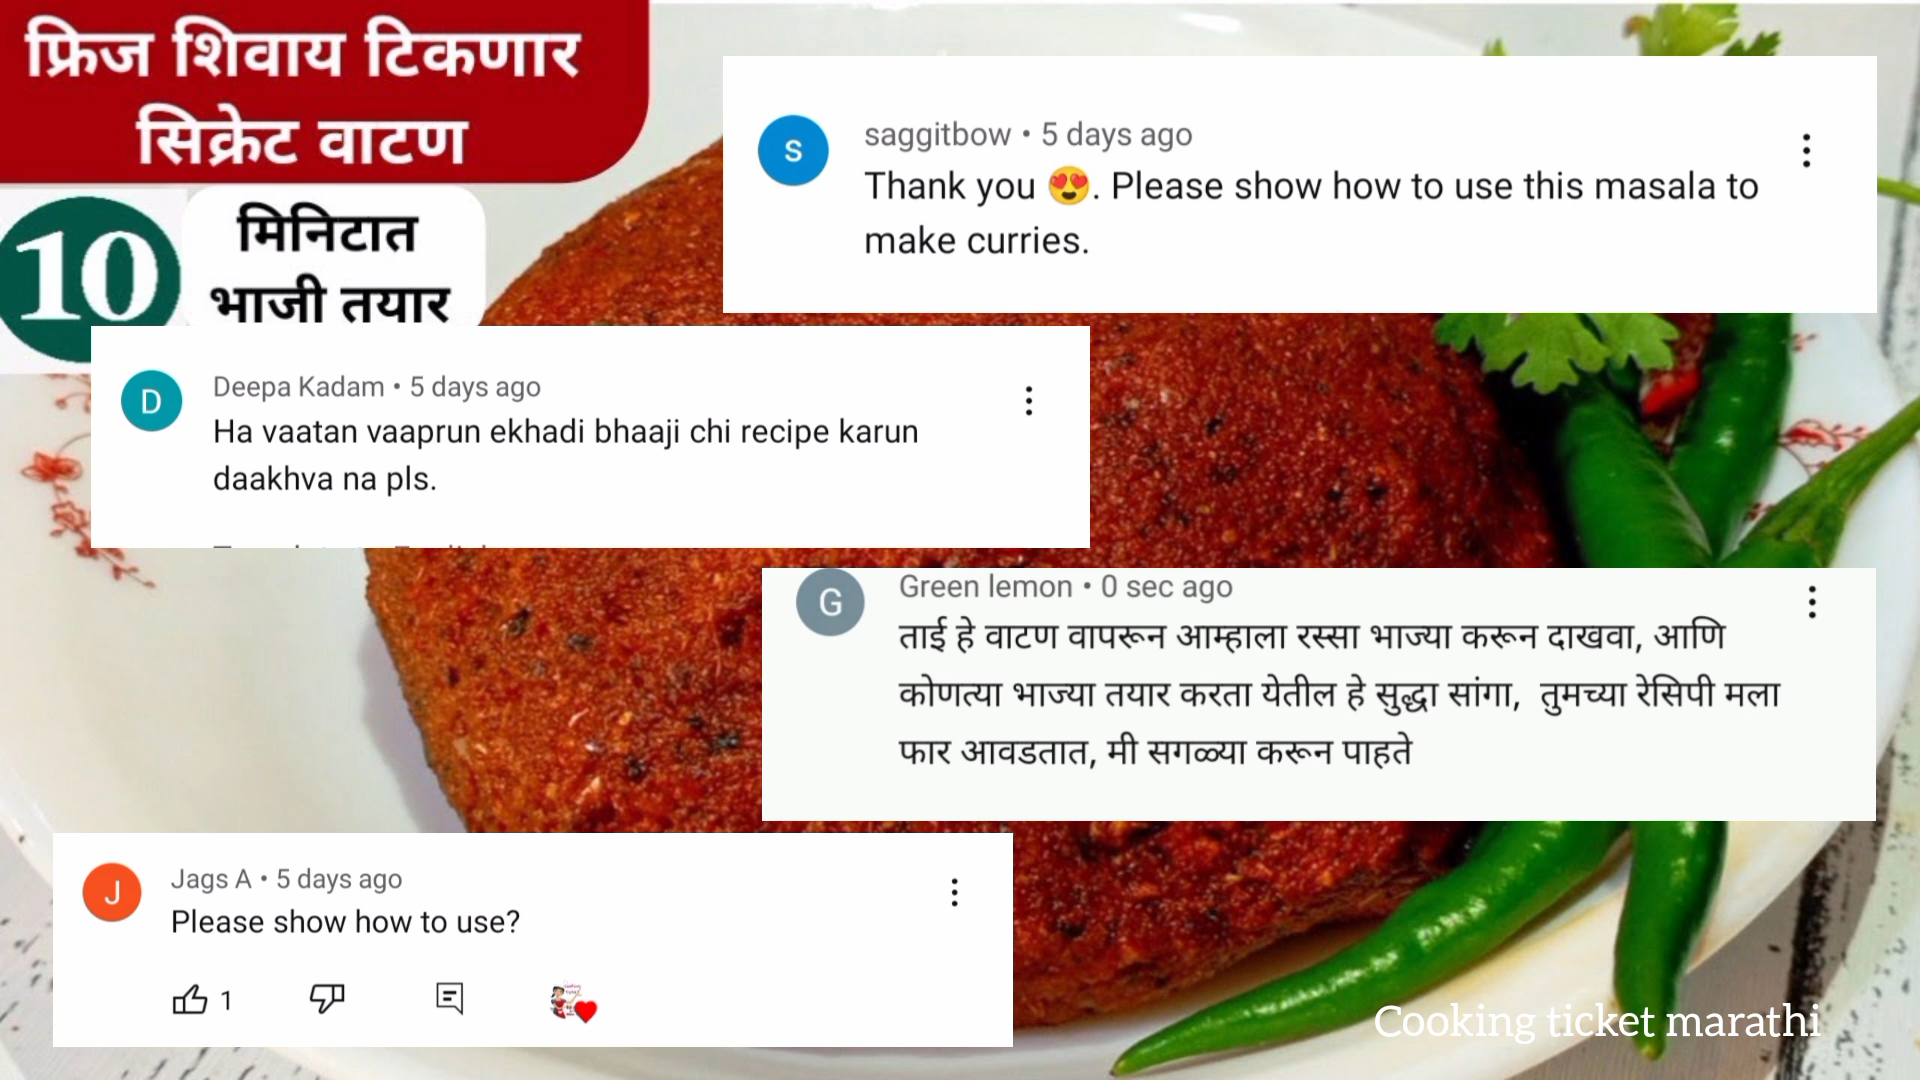 फ्रिज शिवाय टिकणार
सिक्रेट वाटण
10
मिनिटात
भाजी तयार
saggitbow • 5 days ago
S
Thank you 😍. Please show how to use this masala to
make curries.
Deepa Kadam • 5 days ago
D
Ha vaatan vaaprun ekhadi bhaaji chi recipe karun
daakhva na pls.
Green lemon • 0 sec ago
G
ताई हे वाटण वापरून आम्हाला रस्सा भाज्या करून दाखवा, आणि
कोणत्या भाज्या तयार करता येतील हे सुद्धा सांगा, तुमच्या रेसिपी मला
फार आवडतात, मी सगळ्या करून पाहते
Jags A • 5 days ago
J
Please show how to use?
1
Cooking ticket marathi